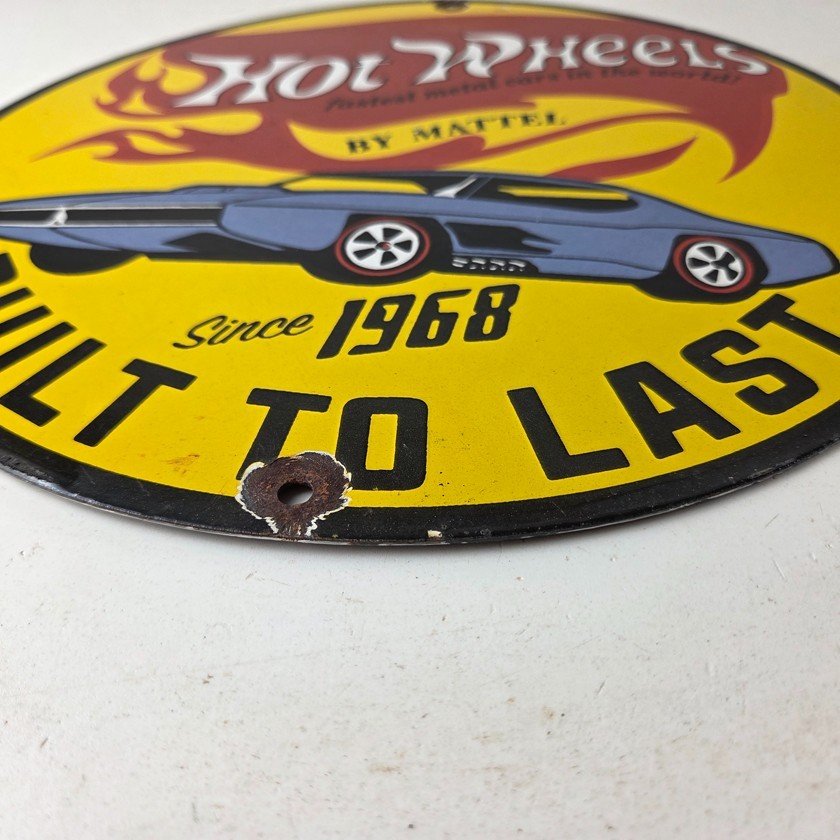 Hot Wheels
fastest metal cars in the world!
BY MATTEL
Since 1968
UILT TO LAST